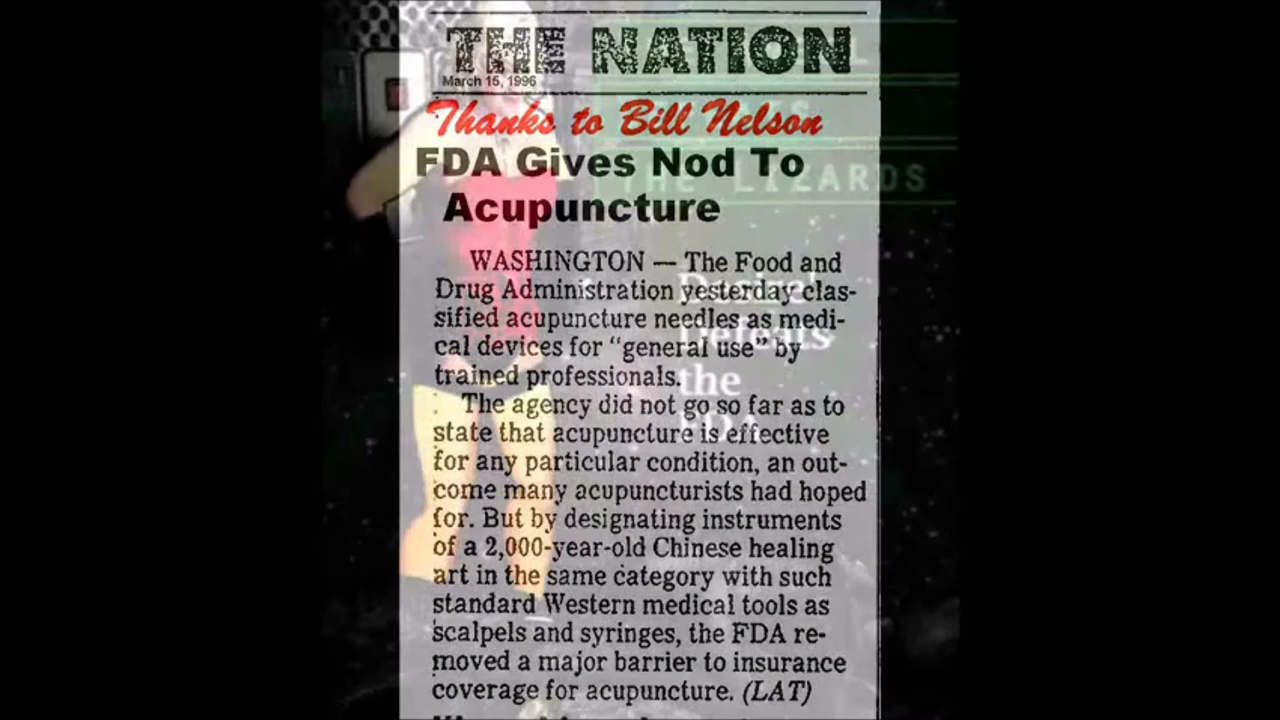 THE NATION
March 15, 1996
Thanks to Bill Nelson
FDA Gives Nod To
Acupuncture
THE LIZARDS
WASHINGTON — The Food and
Drug Administration yesterday clas-
sified acupuncture needles as medi-
cal devices for “general use” by
trained professionals.
The agency did not go so far as to
state that acupuncture is effective
for any particular condition, an out-
come many acupuncturists had hoped
for. But by designating instruments
of a 2,000-year-old Chinese healing
art in the same category with such
standard Western medical tools as
scalpels and syringes, the FDA re-
moved a major barrier to insurance
coverage for acupuncture. (LAT)
Desire'
Defeats
the
FDA